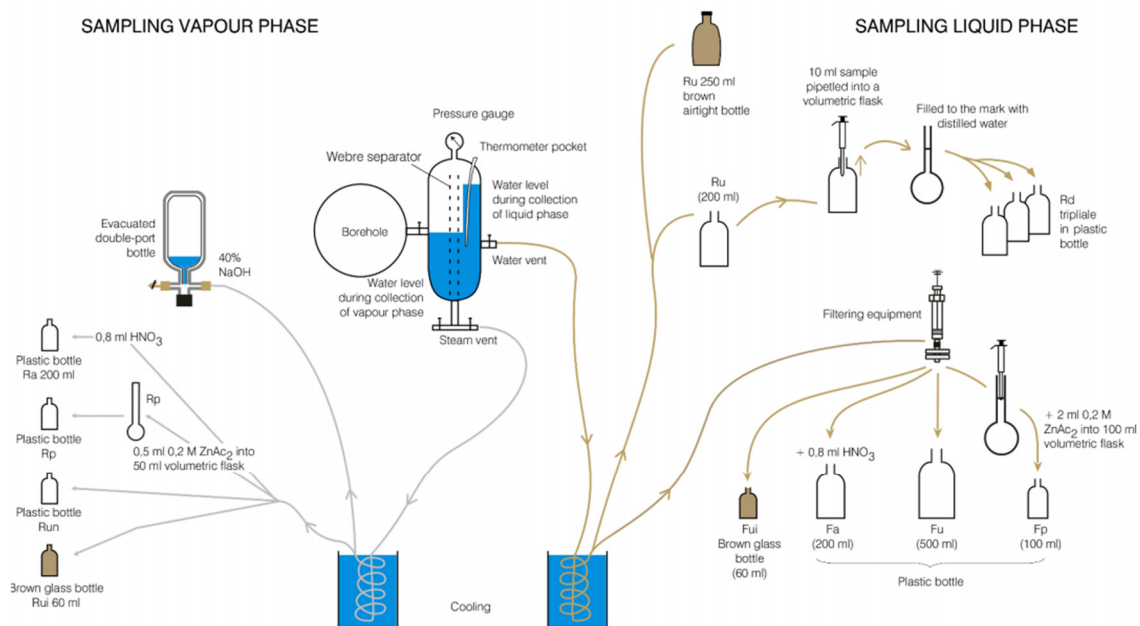 SAMPLING VAPOUR PHASE
SAMPLING LIQUID PHASE
Ru 250 ml
brown
airtight bottle
10 ml sample
pipetled into a
volumetric flask
Filled to the mark with
distilled water
Pressure gauge
Thermometer pocket
Webre separator
Water level
during collection
of liquid phase
Borehole
Water vent
Water level
during collection
of vapour phase
Steam vent
Evacuated
double-port
bottle
40%
NaOH
Ru
(200 ml)
Rd
tripliale
in plastic
bottle
Filtering equipment
0,8 ml HNO3
Plastic bottle
Ra 200 ml
Rp
Plastic bottle
Rp
0,5 ml 0,2 M ZnAc2 into
50 ml volumetric flask
Plastic bottle
Run
Brown glass bottle
Rui 60 ml
Cooling
+ 2 ml 0,2 M
ZnAc2 into 100 ml
volumetric flask
+ 0,8 ml HNO3
Fui
Brown glass
bottle
(60 ml)
Fa
(200 ml)
Fu
(500 ml)
Fp
(100 ml)
Plastic bottle